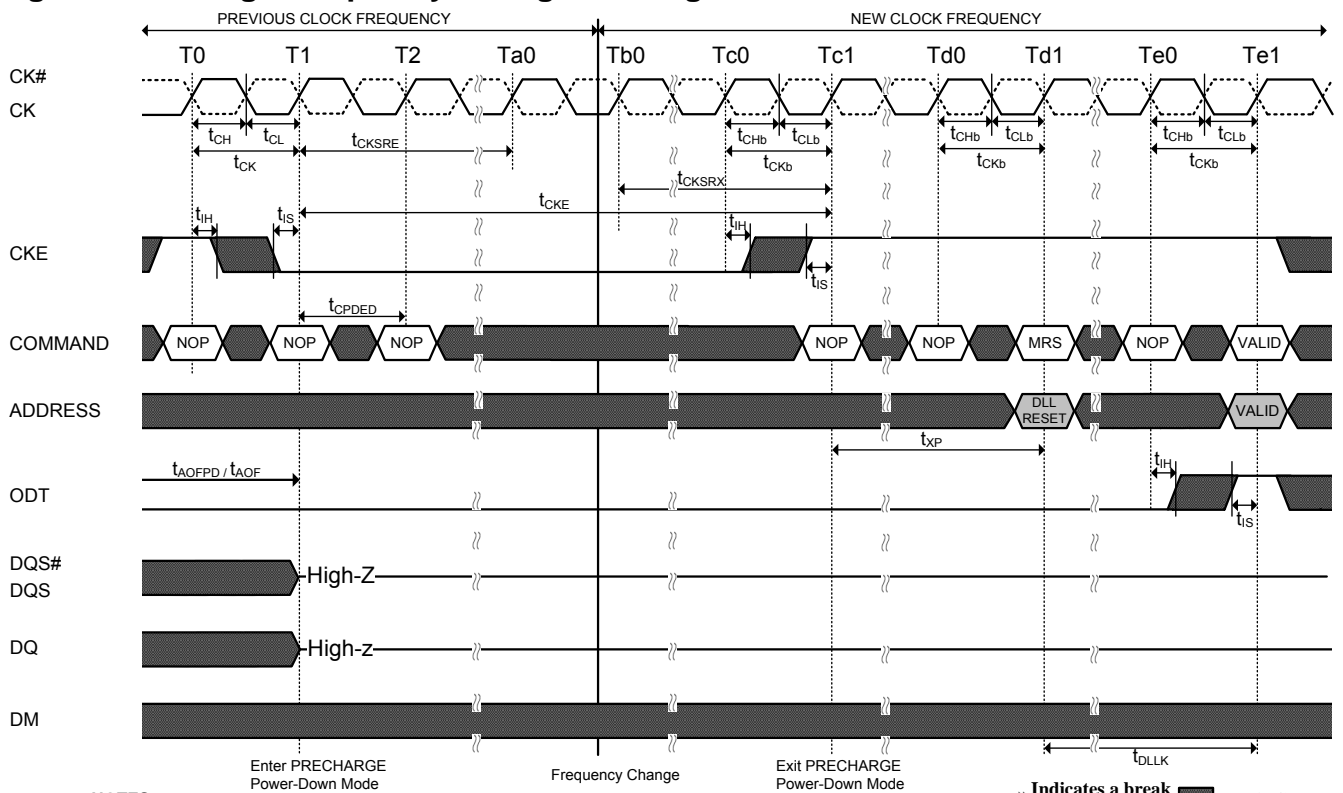 PREVIOUS CLOCK FREQUENCY NEW CLOCK FREQUENCY
T0 T1 T2 Ta0 Tb0 Tc0 Tc1 Td0 Td1 Te0 Te1
CK#
CK
tCH tCL tCKSRE tCHb tCLb tCHb tCLb tCHb tCLb
tCK tCKb tCKb tCKb
tCKSRX
tCKE
tIH tIS tIH
CKE
tIS
tCPDED
COMMAND NOP NOP NOP NOP NOP MRS NOP VALID
ADDRESS DLL RESET VALID
tXP
tAOFPD / tAOF tIH
ODT
tIS
DQS#
DQS High-Z
DQ High-z
DM
tDLLK
Enter PRECHARGE
Power-Down Mode
Frequency Change
Exit PRECHARGE
Power-Down Mode
Indicates a break